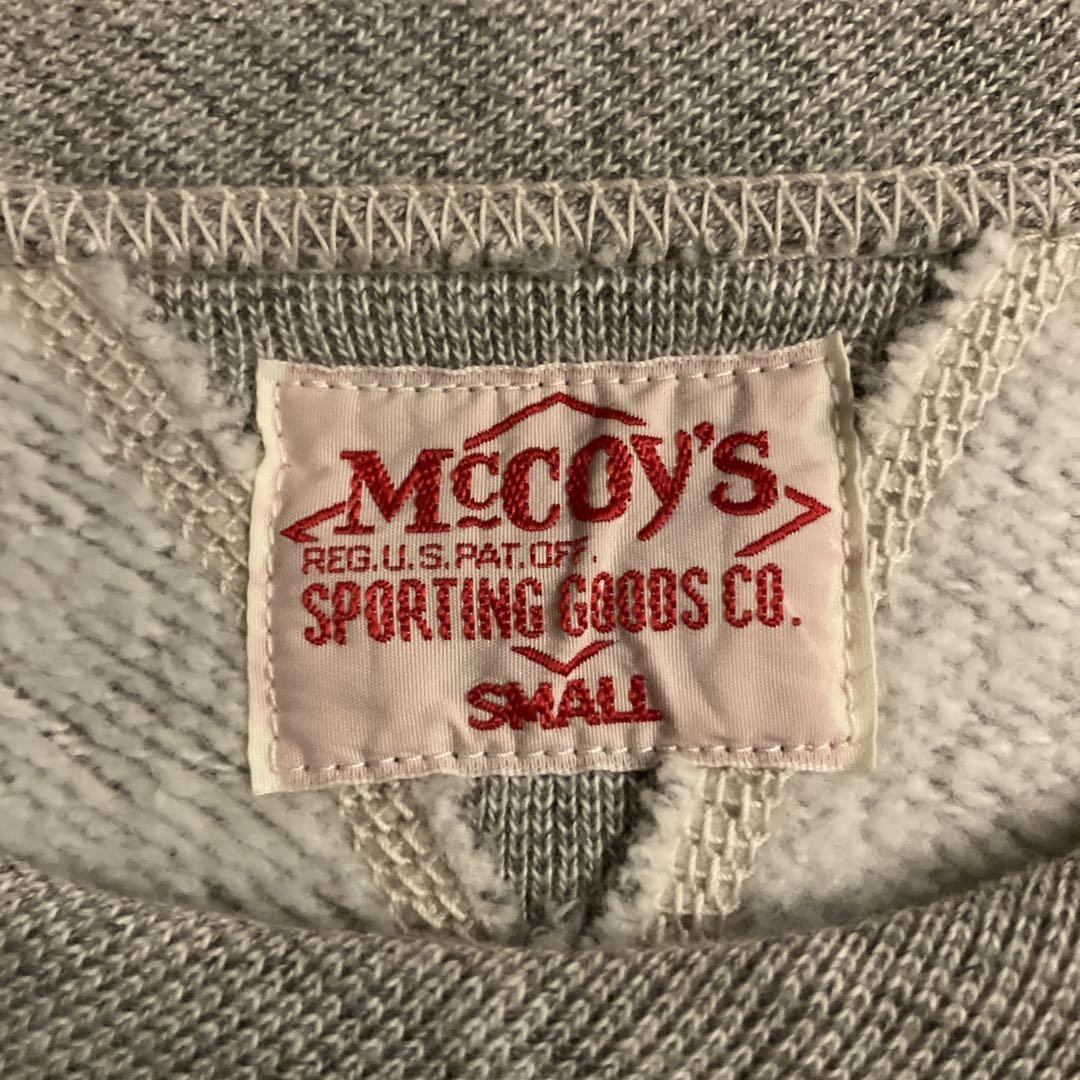 McCOY'S
REG.U.S.PAT.OFF.
SPORTING GOODS CO.
SMALL